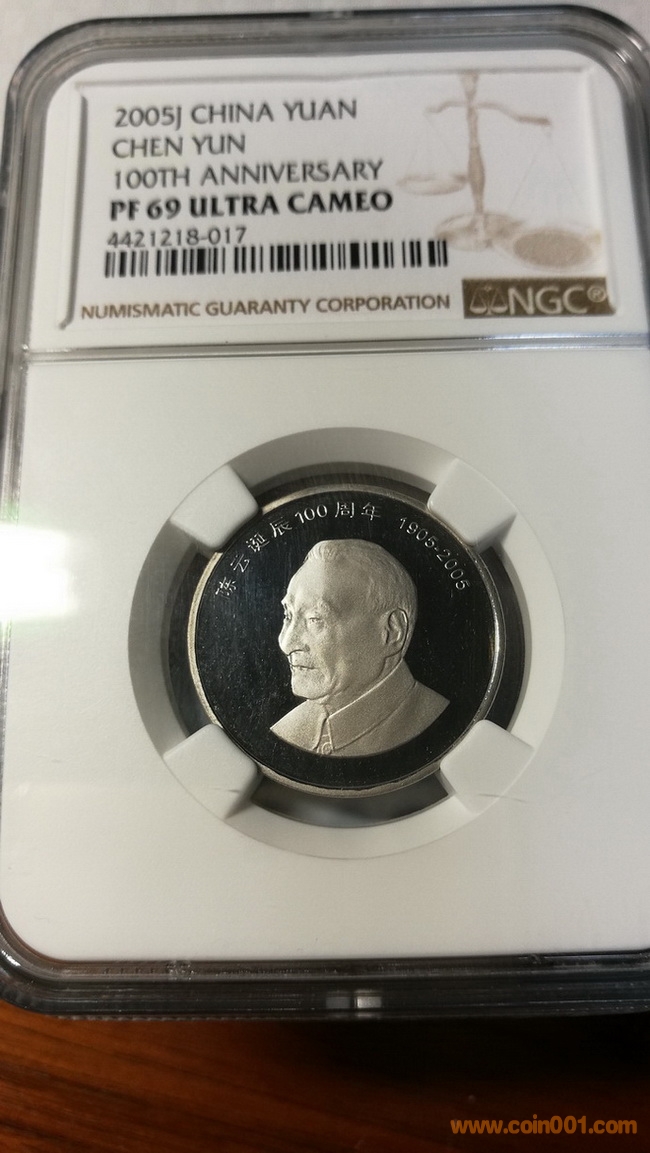 2005J CHINA YUAN
CHEN YUN
100TH ANNIVERSARY
PF 69 ULTRA CAMEO
4421218-017
NUMISMATIC GUARANTY CORPORATION
NGC®
陈云诞辰100周年 1905-2005
www.coin001.com